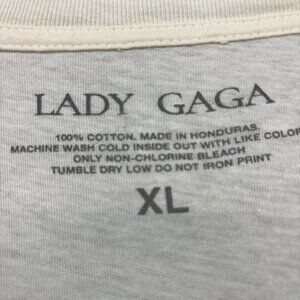 LADY GAGA
100% COTTON. MADE IN HONDURAS.
MACHINE WASH COLD INSIDE OUT WITH LIKE COLOR
ONLY NON-CHLORINE BLEACH
TUMBLE DRY LOW DO NOT IRON PRINT
XL